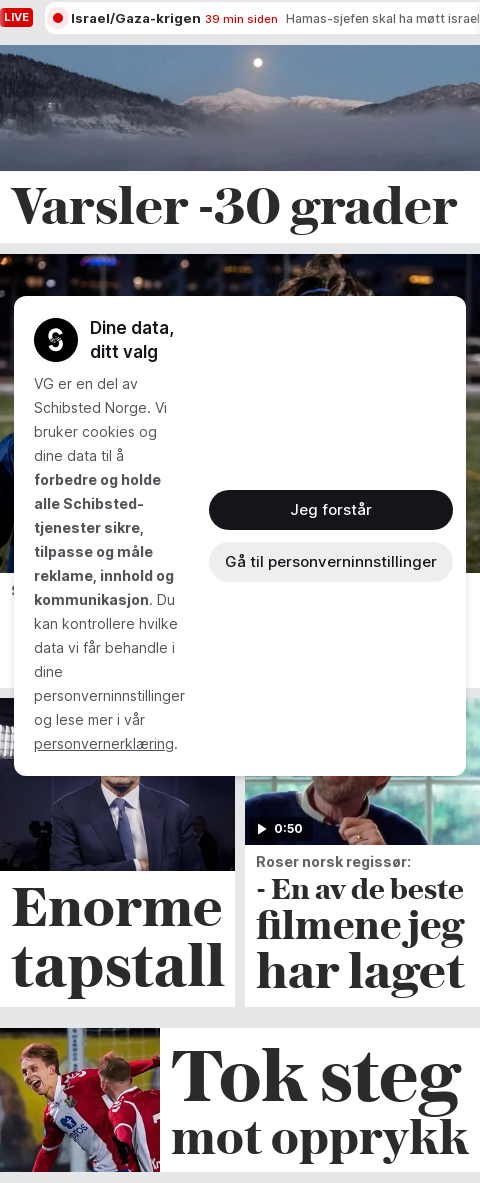 LIVE
Israel/Gaza-krigen 39 min siden Hamas-sjefen skal ha møtt israel
Varsler -30 grader
Dine data,
ditt valg
VG er en del av
Schibsted Norge. Vi
bruker cookies og
dine data til å
forbedre og holde
alle Schibsted-
tjenester sikre,
tilpasse og måle
reklame, innhold og
kommunikasjon. Du
kan kontrollere hvilke
data vi får behandle i
dine
personverninnstillinger
og lese mer i vår
personvernerklæring.
Jeg forstår
Gå til personverninnstillinger
0:50
Enorme
tapstall
Roser norsk regissør:
- En av de beste
filmene jeg
har laget
Tok steg
mot opprykk